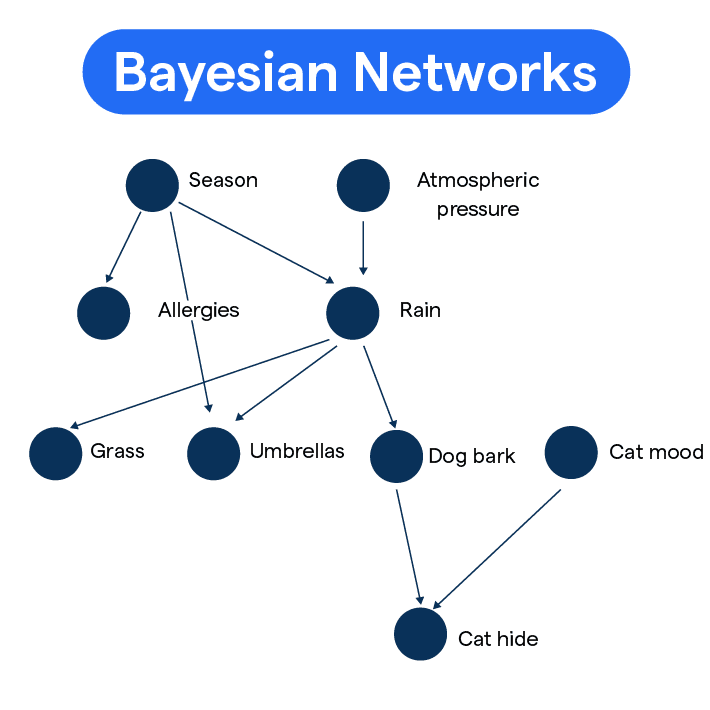 Bayesian Networks
Season
Atmospheric
pressure
Allergies
Rain
Grass
Umbrellas
Dog bark
Cat mood
Cat hide